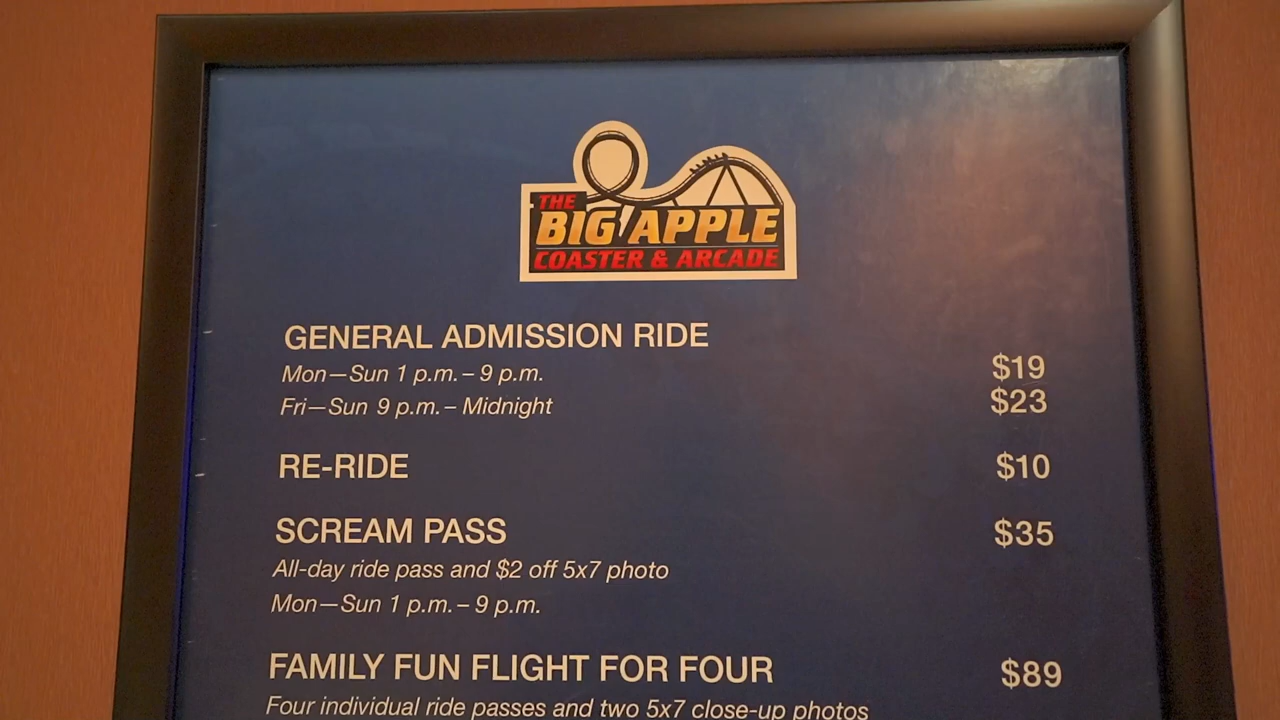 THE
BIG APPLE
COASTER & ARCADE
GENERAL ADMISSION RIDE
Mon—Sun 1 p.m. – 9 p.m. $19
Fri—Sun 9 p.m. – Midnight $23
RE-RIDE $10
SCREAM PASS $35
All-day ride pass and $2 off 5x7 photo
Mon—Sun 1 p.m. – 9 p.m.
FAMILY FUN FLIGHT FOR FOUR $89
Four individual ride passes and two 5x7 close-up photos